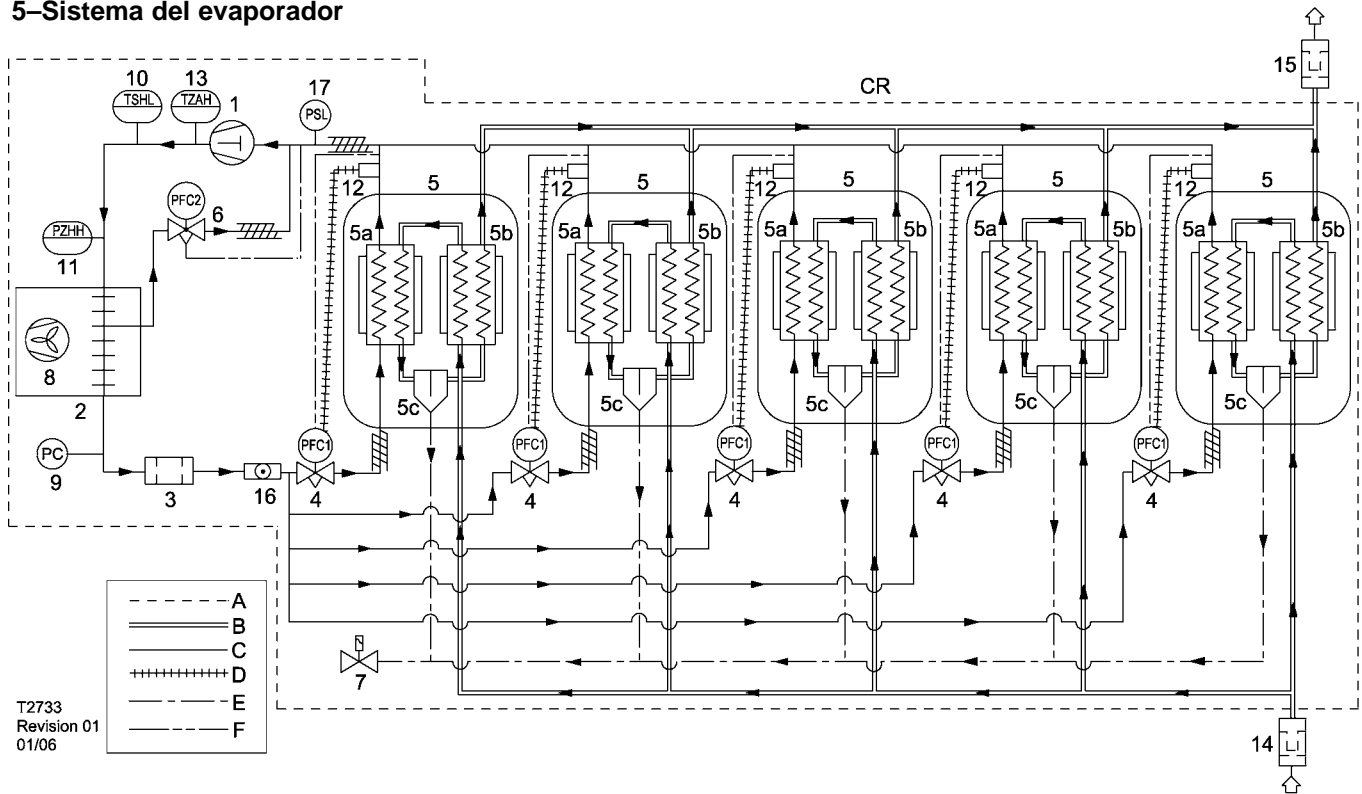 5–Sistema del evaporador
CR
15
10 13 17
TSHL TZAH 1 PSL
12 12 12 12 12
5 5 5 5 5
PFC2 6
5a 5b 5a 5b 5a 5b 5a 5b 5a 5b
PZHH
11
8
2
5c 5c 5c 5c 5c
PFC1 PFC1 PFC1 PFC1 PFC1
PC
9 3 16 4 4 4 4 4
A
B
C
D
E
F
7
T2733
Revision 01
01/06
14